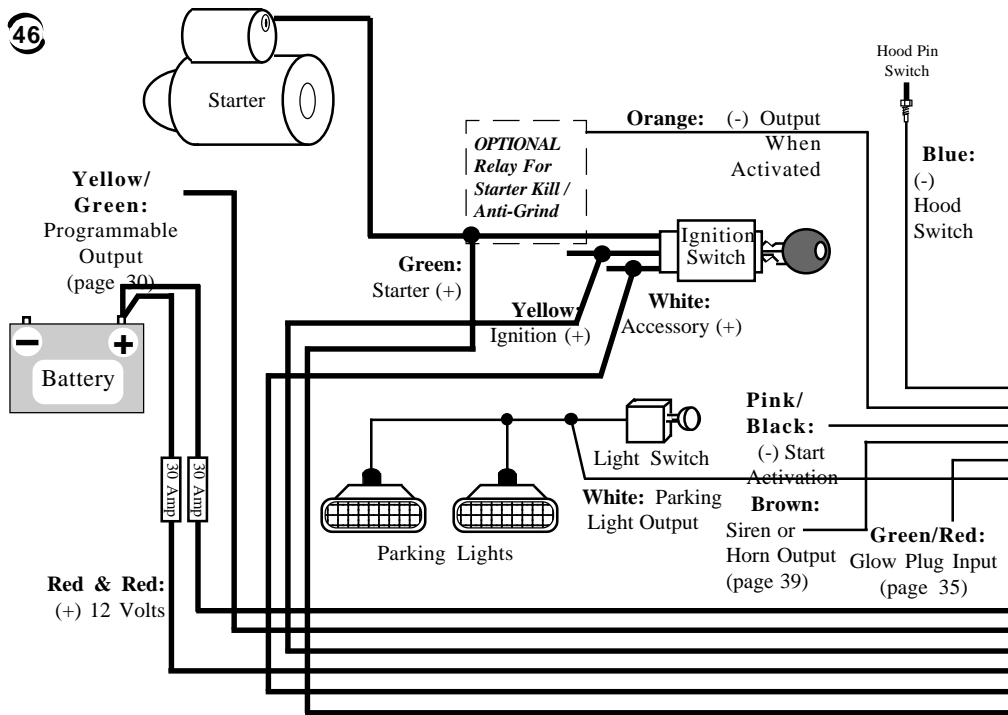 46
Starter
Hood Pin
Switch
OPTIONAL
Relay For
Starter Kill /
Anti-Grind
Orange: (-) Output
When
Activated
Blue:
(-)
Hood
Switch
Yellow/
Green:
Programmable
Output
(page 30)
Ignition
Switch
Green:
Starter (+)
Yellow:
Ignition (+)
White:
Accessory (+)
Battery
30 Amp
30 Amp
Light Switch
Pink/
Black:
(-) Start
Activation
White: Parking
Light Output
Parking Lights
Brown:
Siren or
Horn Output
(page 39)
Green/Red:
Glow Plug Input
(page 35)
Red & Red:
(+) 12 Volts